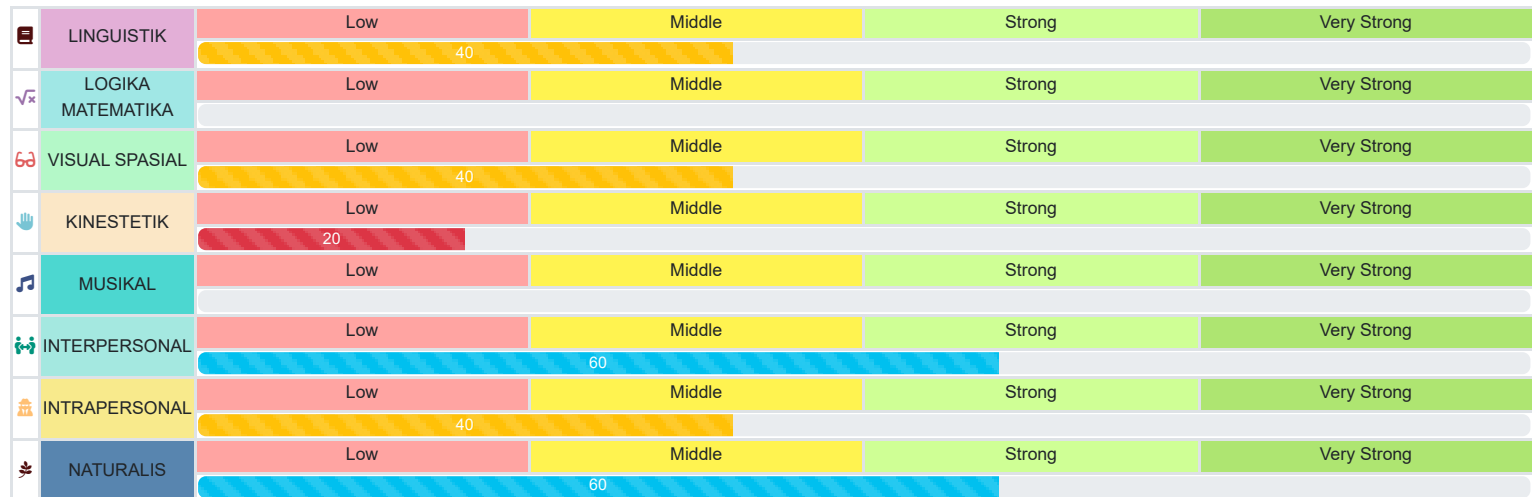 LINGUISTIK
Low Middle Strong Very Strong
40
LOGIKA
MATEMATIKA
Low Middle Strong Very Strong
VISUAL SPASIAL
Low Middle Strong Very Strong
40
KINESTETIK
Low Middle Strong Very Strong
20
MUSIKAL
Low Middle Strong Very Strong
INTERPERSONAL
Low Middle Strong Very Strong
60
INTRAPERSONAL
Low Middle Strong Very Strong
40
NATURALIS
Low Middle Strong Very Strong
60